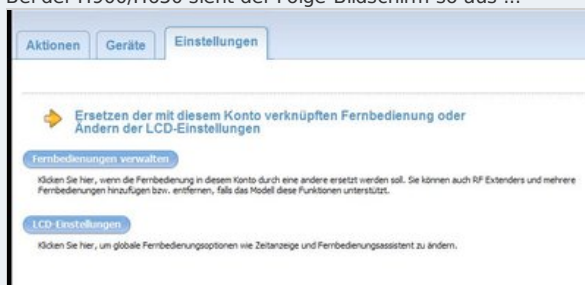 Bei der H900/H650 sieht der Folge-Bildschirm so aus ...
Aktionen
Geräte
Einstellungen
Ersetzen der mit diesem Konto verknüpften Fernbedienung oder
Ändern der LCD-Einstellungen
Fernbedienungen verwalten
Klicken Sie hier, wenn die Fernbedienung in diesem Konto durch eine andere ersetzt werden soll. Sie können auch RF Extenders und mehrere
Fernbedienungen hinzufügen bzw. entfernen, falls das Modell diese Funktionen unterstützt.
LCD-Einstellungen
Klicken Sie hier, um globale Fernbedienungsoptionen wie Zeitanzeige und Fernbedienungsassistent zu ändern.